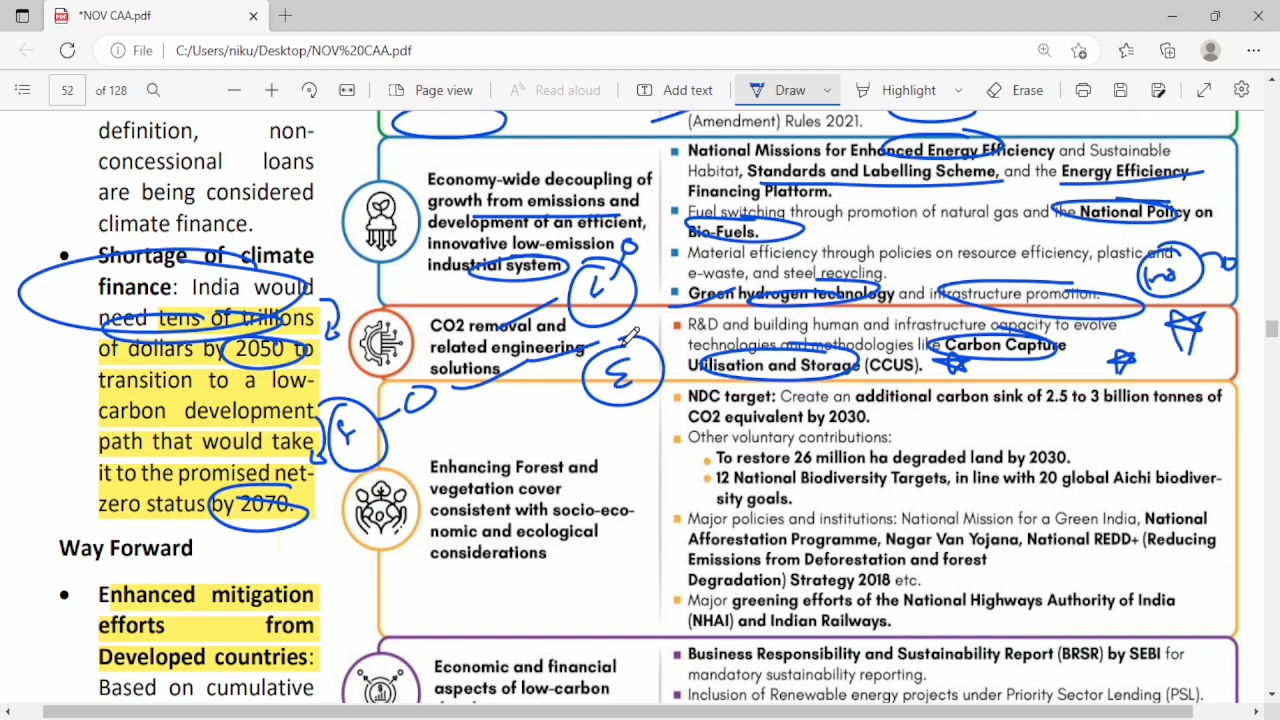 *NOV CAA.pdf
File
C:/Users/niku/Desktop/NOV%20CAA.pdf
52 of 128
Page view
Read aloud
Add text
Draw
Highlight
Erase
definition, non-
concessional loans
are being considered
climate finance.
• Shortage of climate
finance: India would
need tens of trillions
of dollars by 2050 to
transition to a low-
carbon development
path that would take
it to the promised net-
zero status by 2070.
Way Forward
• Enhanced mitigation
efforts from
Developed countries:
Based on cumulative
(Amendment) Rules 2021.
Economy-wide decoupling of
growth from emissions and
development of an efficient,
innovative low-emission
industrial system
National Missions for Enhanced Energy Efficiency and Sustainable
Habitat, Standards and Labelling Scheme, and the Energy Efficiency
Financing Platform.
Fuel switching through promotion of natural gas and the National Policy on
Bio-Fuels.
Material efficiency through policies on resource efficiency, plastic and
e-waste, and steel recycling.
Green hydrogen technology and infrastructure promotion.
CO2 removal and
related engineering
solutions
R&D and building human and infrastructure capacity to evolve
technologies and methodologies like Carbon Capture
Utilisation and Storage (CCUS).
Enhancing Forest and
vegetation cover
consistent with socio-eco-
nomic and ecological
considerations
NDC target: Create an additional carbon sink of 2.5 to 3 billion tonnes of
CO2 equivalent by 2030.
Other voluntary contributions:
To restore 26 million ha degraded land by 2030.
12 National Biodiversity Targets, in line with 20 global Aichi biodiver-
sity goals.
Major policies and institutions: National Mission for a Green India, National
Afforestation Programme, Nagar Van Yojana, National REDD+ (Reducing
Emissions from Deforestation and forest
Degradation) Strategy 2018 etc.
Major greening efforts of the National Highways Authority of India
(NHAI) and Indian Railways.
Economic and financial
aspects of low-carbon
Business Responsibility and Sustainability Report (BRSR) by SEBI for
mandatory sustainability reporting.
Inclusion of Renewable energy projects under Priority Sector Lending (PSL).